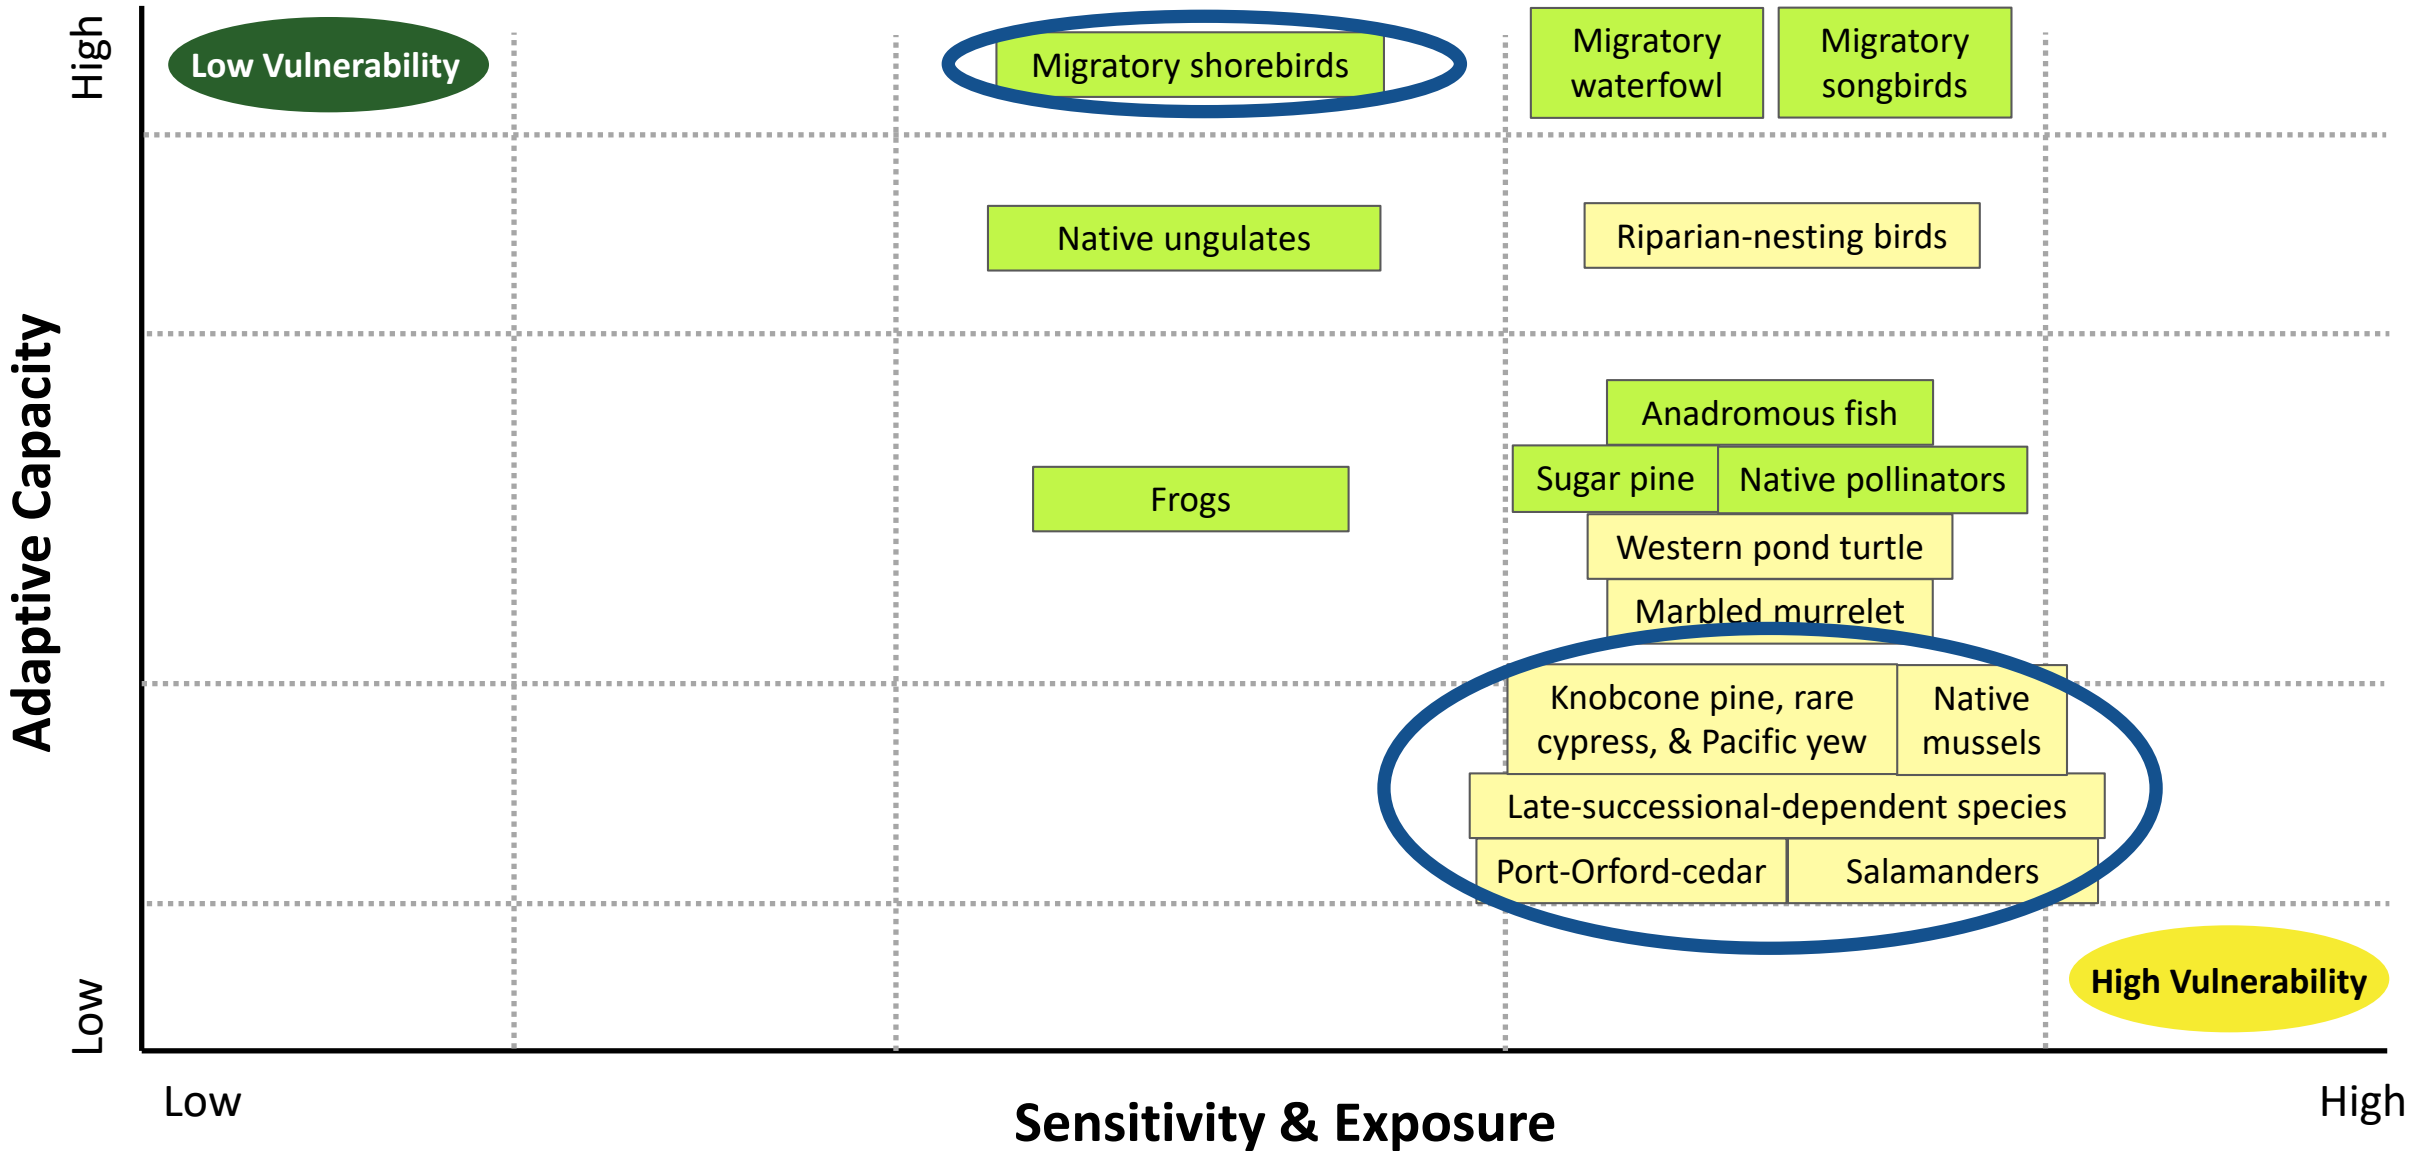 High
Low Vulnerability
Migratory shorebirds
Migratory
waterfowl
Migratory
songbirds
Native ungulates
Riparian-nesting birds
Adaptive Capacity
Anadromous fish
Sugar pine
Native pollinators
Frogs
Western pond turtle
Marbled murrelet
Knobcone pine, rare
cypress, & Pacific yew
Native
mussels
Late-successional-dependent species
Port-Orford-cedar
Salamanders
High Vulnerability
Low
Low
Sensitivity & Exposure
High